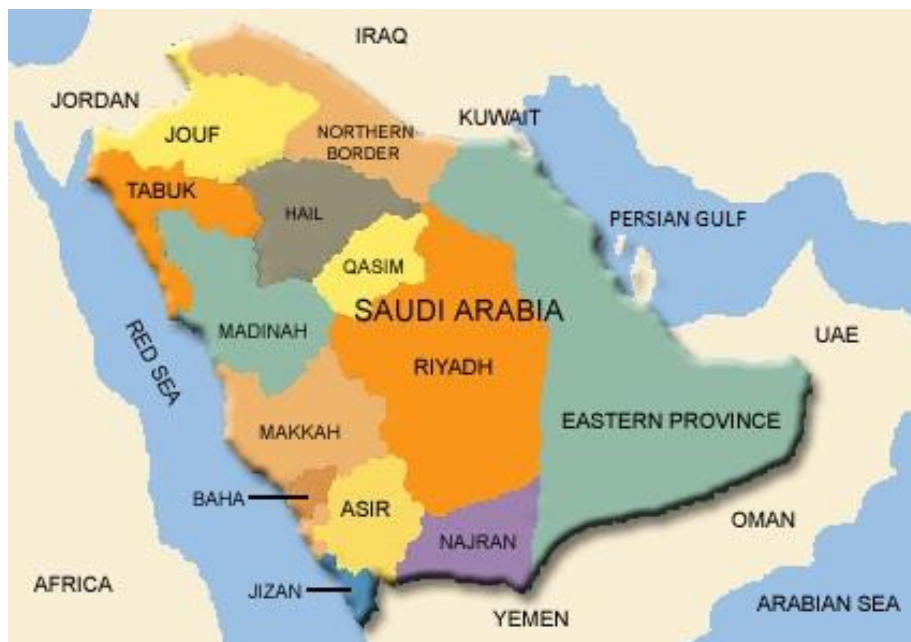 IRAQ
JORDAN
KUWAIT
JOUF
NORTHERN
BORDER
TABUK
HAIL
PERSIAN GULF
QASIM
SAUDI ARABIA
MADINAH
RED SEA
UAE
RIYADH
EASTERN PROVINCE
MAKKAH
BAHA
ASIR
OMAN
NAJRAN
AFRICA
JIZAN
YEMEN
ARABIAN SEA